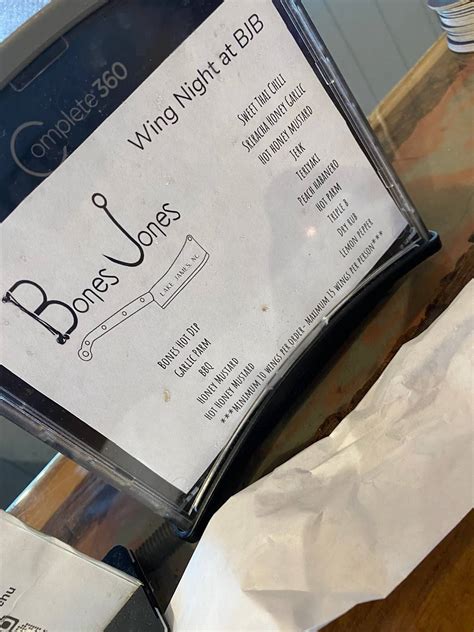 Complete360
Wing Night at BJB
Bones Jones
LAKE JAMES, NC
BONES HOT DIP
GARLIC PARM
BBQ
HONEY MUSTARD
HOT HONEY MUSTARD
SWEET THAI CHILI
SRIRACHA HONEY GARLIC
HOT HONEY MUSTARD
JERK
TERIYAKI
PEACH HABANERO
HOT PARM
TRIPLE B
DRY RUB
LEMON PEPPER
***MINIMUM 10 WINGS PER ORDER- MAXIMUM 15 WINGS PER PERSON***
enu